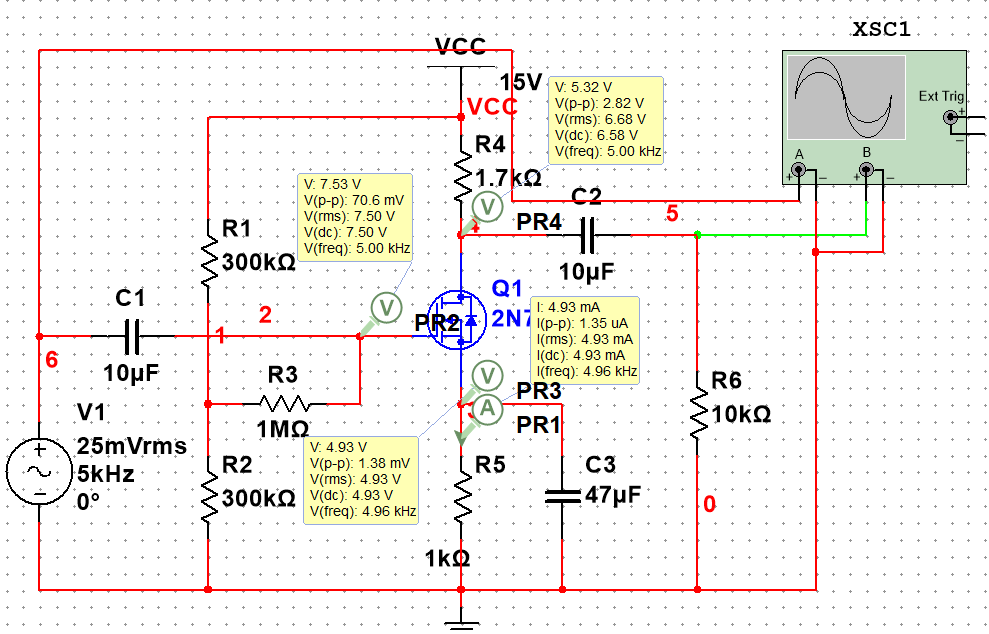 XSC1
VCC
15V
VCC
Ext Trig
+
−
A
B
+
−
+
−
V: 5.32 V
V(p-p): 2.82 V
V(rms): 6.68 V
V(dc): 6.58 V
V(freq): 5.00 kHz
R4
1.7kΩ
V
PR4
C2
10µF
5
V: 7.53 V
V(p-p): 70.6 mV
V(rms): 7.50 V
V(dc): 7.50 V
V(freq): 5.00 kHz
R1
300kΩ
V
PR2
Q1
2N7
C1
10µF
1
2
6
I: 4.93 mA
I(p-p): 1.35 uA
I(rms): 4.93 mA
I(dc): 4.93 mA
I(freq): 4.96 kHz
R3
1MΩ
V
PR3
A
PR1
R6
10kΩ
V1
25mVrms
5kHz
0°
+
−
R2
300kΩ
V: 4.93 V
V(p-p): 1.38 mV
V(rms): 4.93 V
V(dc): 4.93 V
V(freq): 4.96 kHz
R5
1kΩ
C3
47µF
0